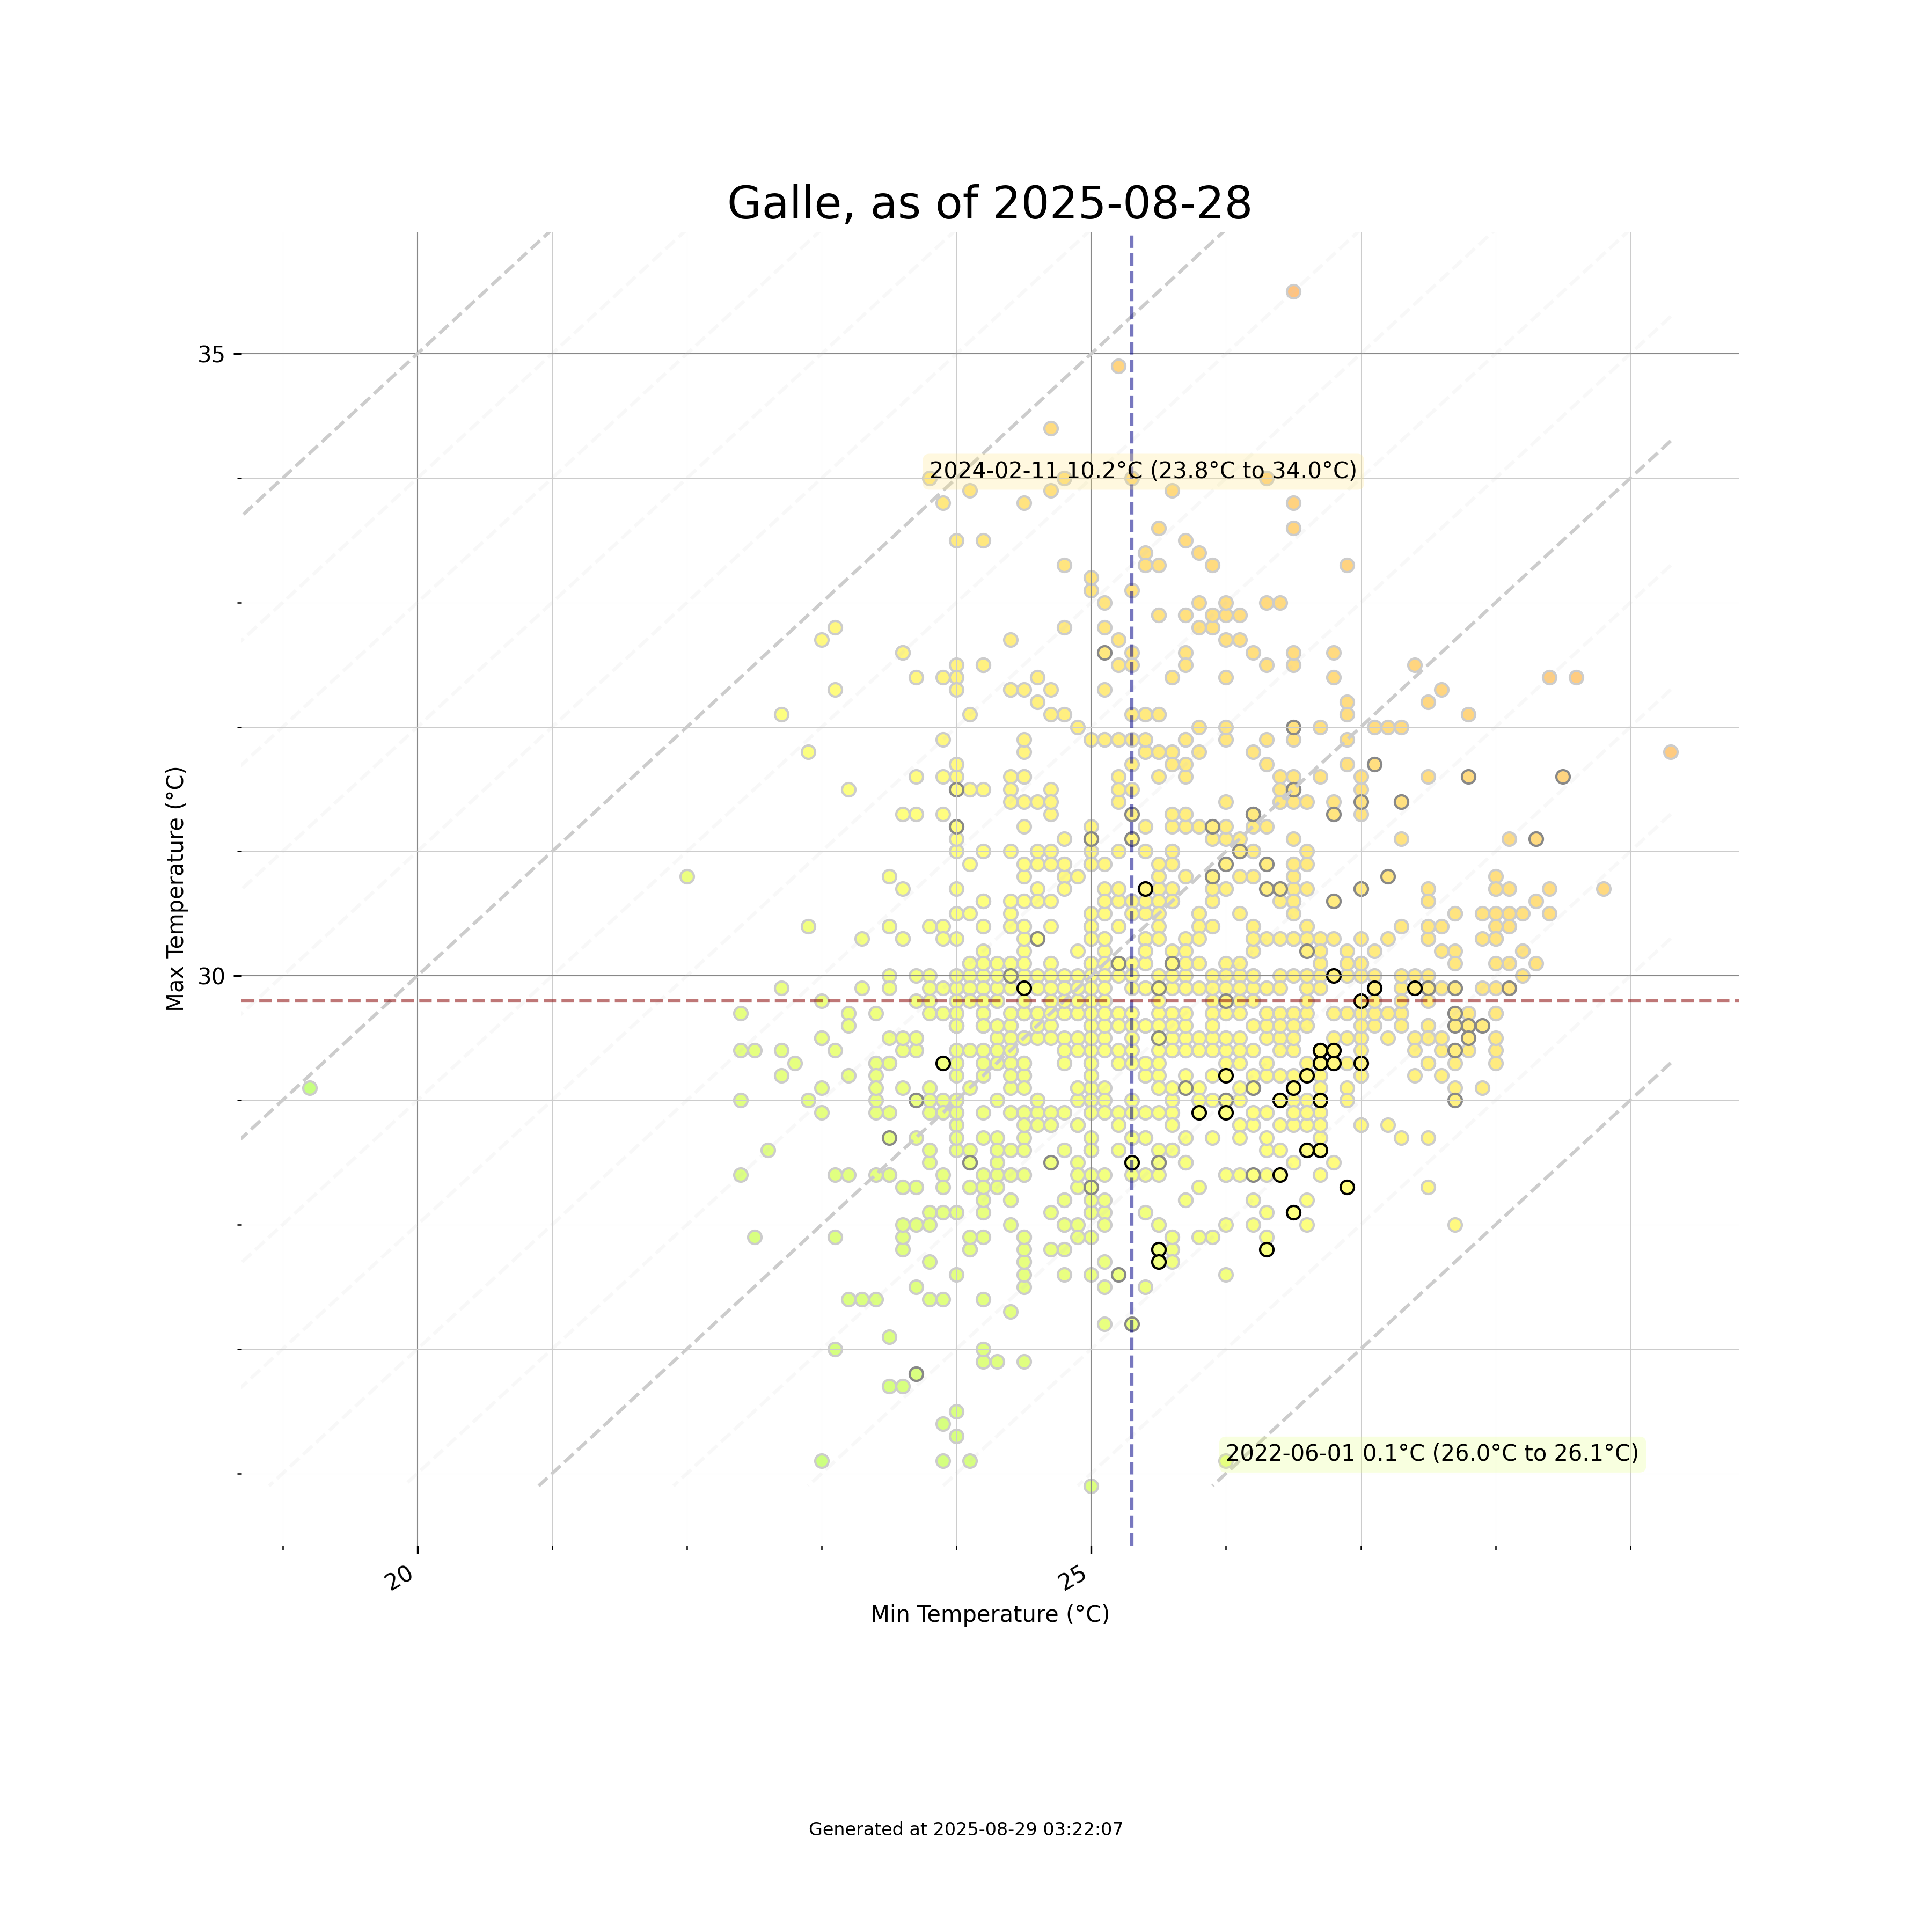 Galle, as of 2025-08-28
35
2024-02-11 10.2°C (23.8°C to 34.0°C)
Max Temperature (°C)
30
2022-06-01 0.1°C (26.0°C to 26.1°C)
20
25
Min Temperature (°C)
Generated at 2025-08-29 03:22:07